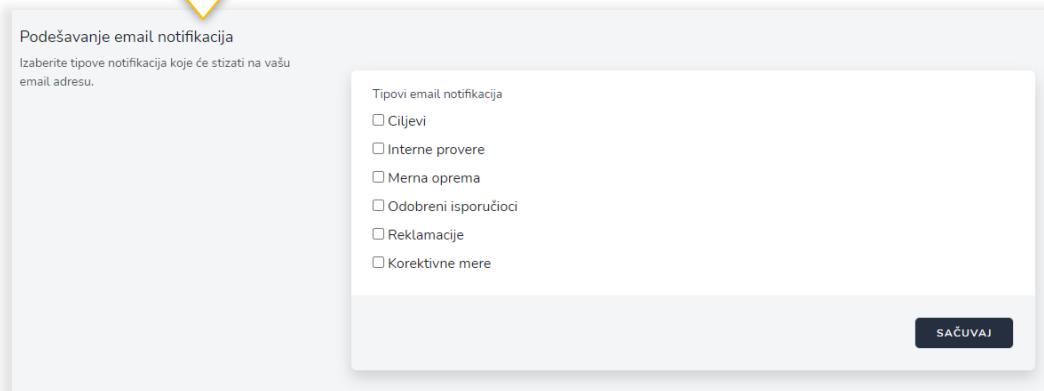 Podešavanje email notifikacija
Izaberite tipove notifikacija koje će stizati na vašu
email adresu.
Tipovi email notifikacija
Ciljevi
Interne provere
Merna oprema
Odobreni isporučioci
Reklamacije
Korektivne mere
SAČUVAJ